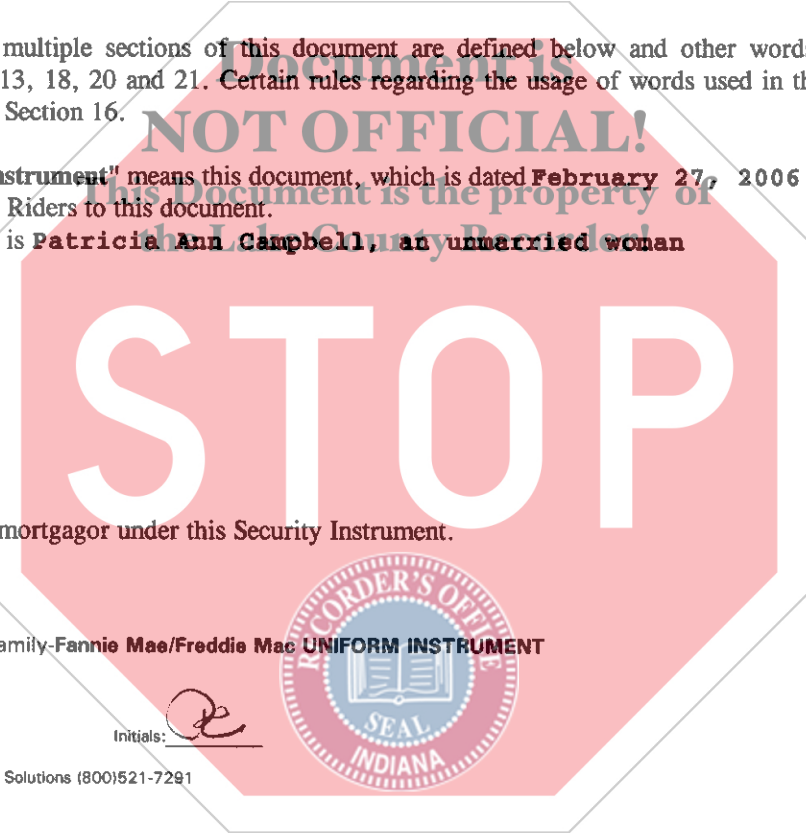 multiple sections of this document are defined below and other words
Document is
13, 18, 20 and 21. Certain rules regarding the usage of words used in th
Section 16.
NOT OFFICIAL!
nstrument" means this document, which is dated February 27, 2006
This Document is the property of
Riders to this document.
is Patricia Ann Campbell, an unmarried woman
the Lake County Recorder!
STOP
mortgagor under this Security Instrument.
RECORDER'S OFFICE
amily-Fannie Mae/Freddie Mac UNIFORM INSTRUMENT
SEAL
INDIANA
Initials:
Solutions (800)521-7291